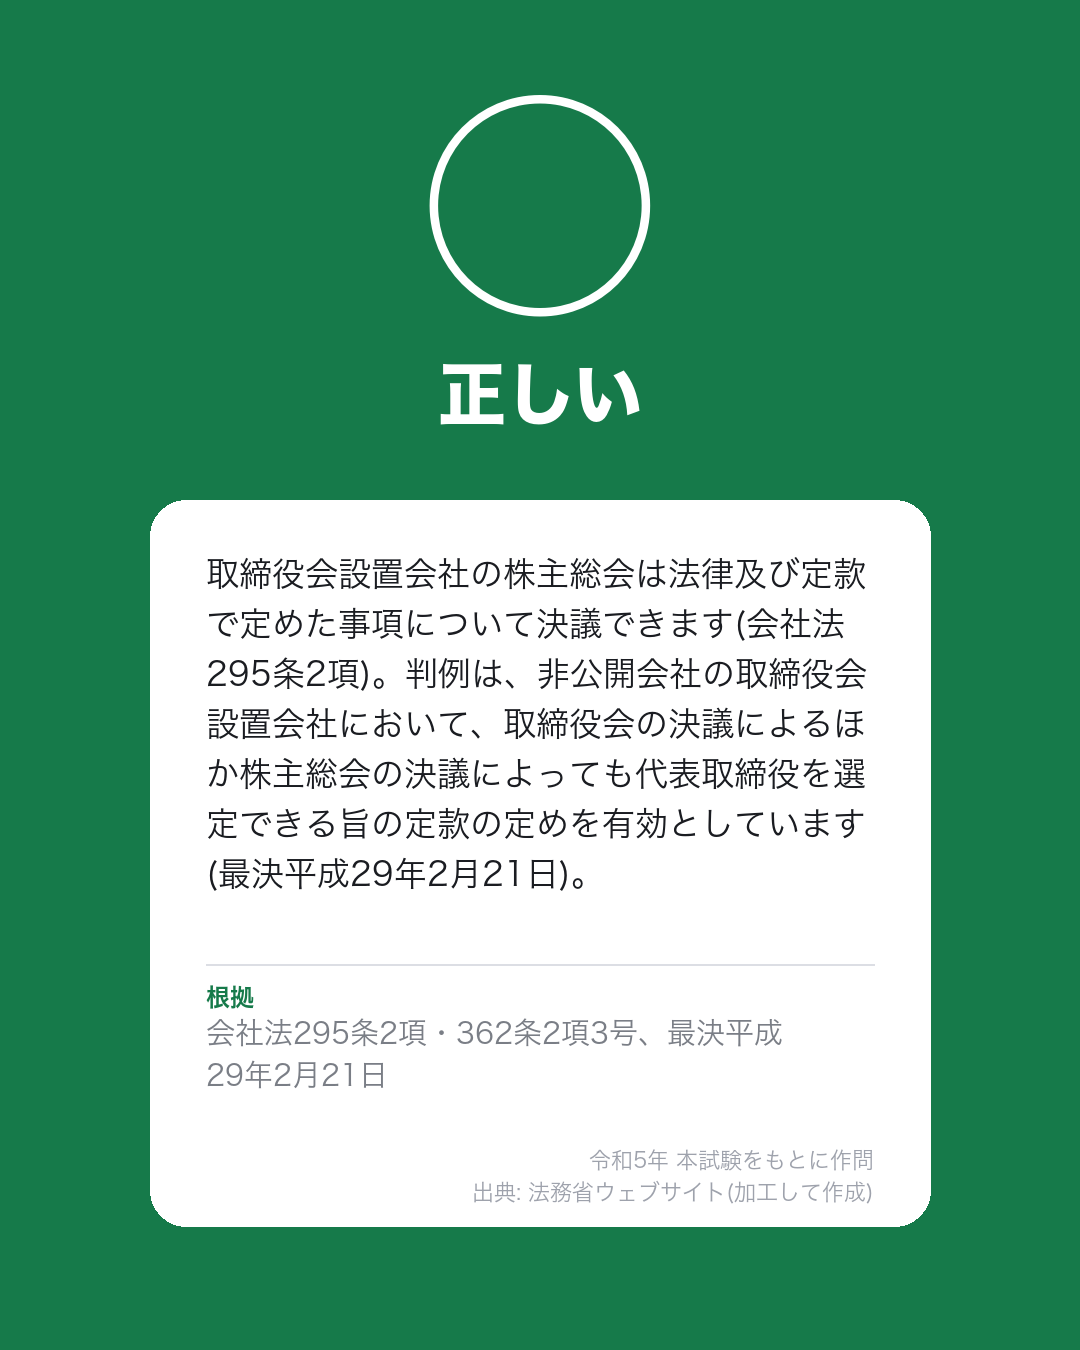 正しい
取締役会設置会社の株主総会は法律及び定款
で定めた事項について決議できます(会社法
295条2項)。判例は、非公開会社の取締役会
設置会社において、取締役会の決議によるほ
か株主総会の決議によっても代表取締役を選
定できる旨の定款の定めを有効としています
(最決平成29年2月21日)。
根拠
会社法295条2項・362条2項3号、最決平成
29年2月21日
令和5年 本試験をもとに作問
出典: 法務省ウェブサイト(加工して作成)